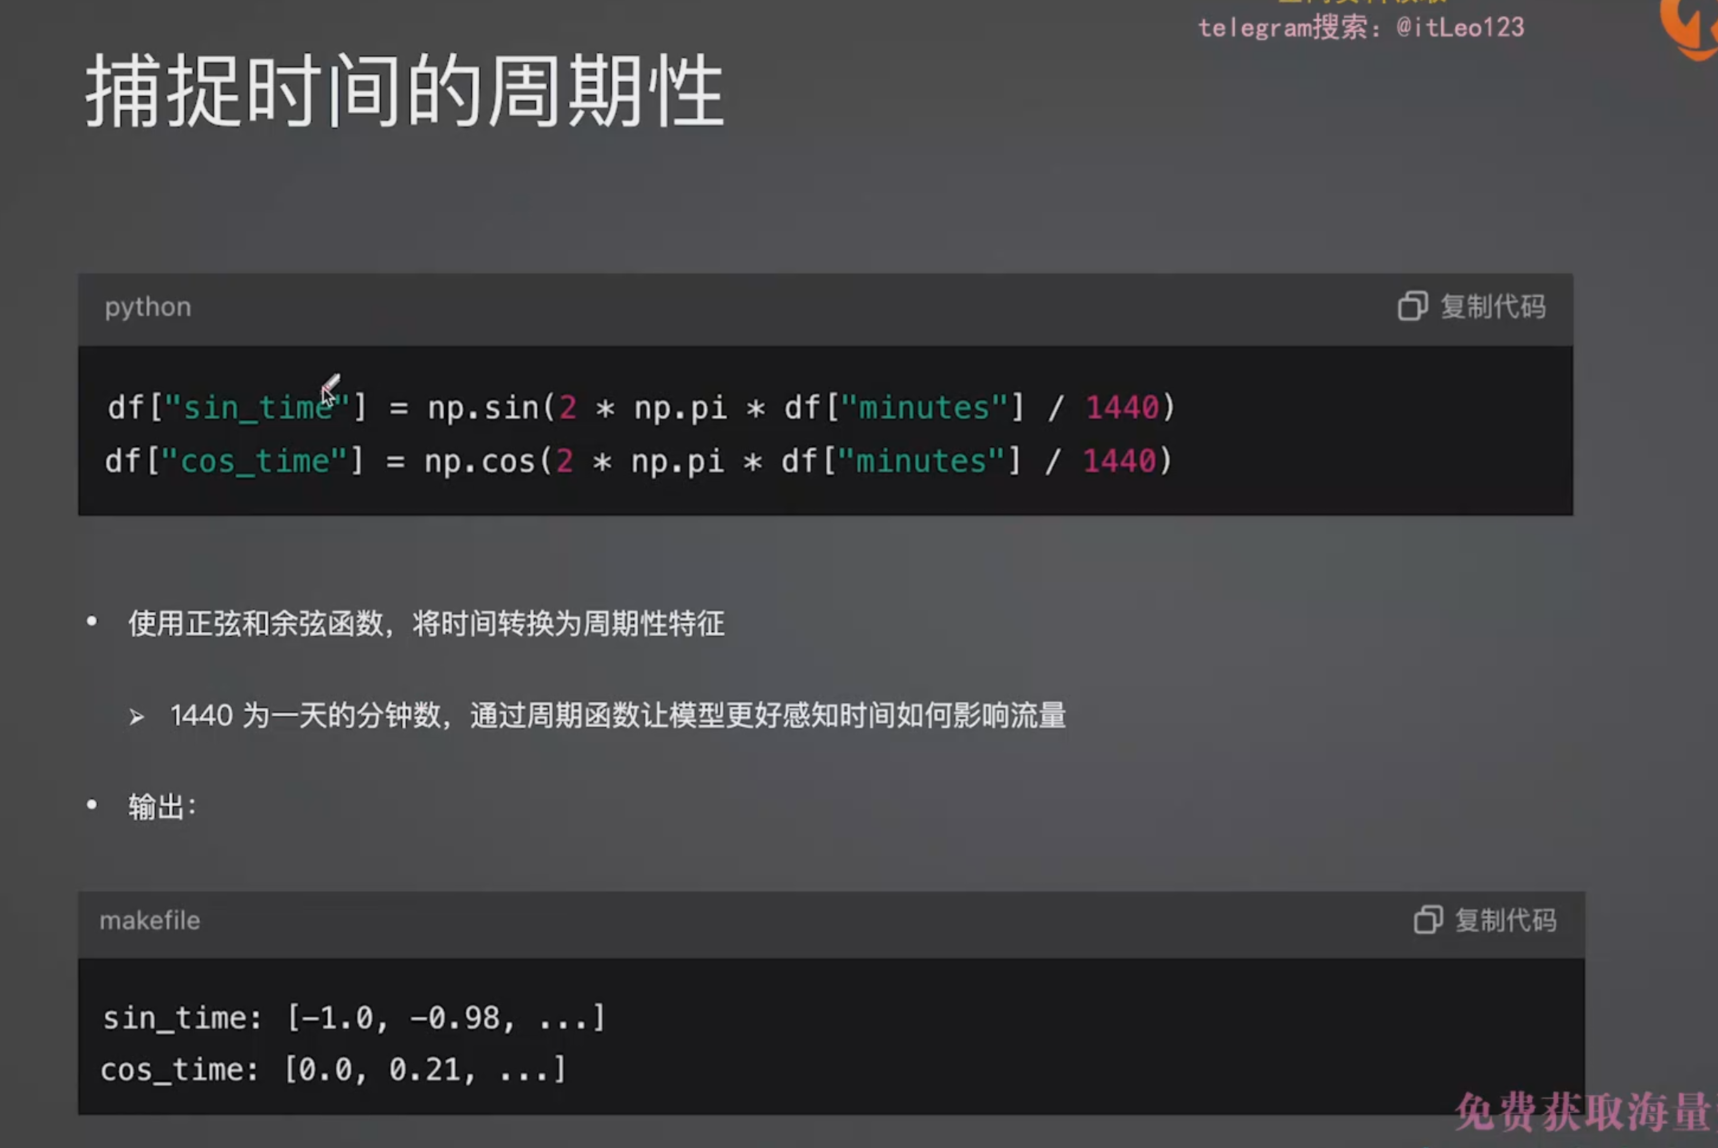 telegram搜索：@itLeo123
捕捉时间的周期性
python
复制代码
df["sin_time"] = np.sin(2 * np.pi * df["minutes"] / 1440)
df["cos_time"] = np.cos(2 * np.pi * df["minutes"] / 1440)
• 使用正弦和余弦函数，将时间转换为周期性特征
➢ 1440 为一天的分钟数，通过周期函数让模型更好感知时间如何影响流量
• 输出：
makefile
复制代码
sin_time: [-1.0, -0.98, ...]
cos_time: [0.0, 0.21, ...]
免费获取海量